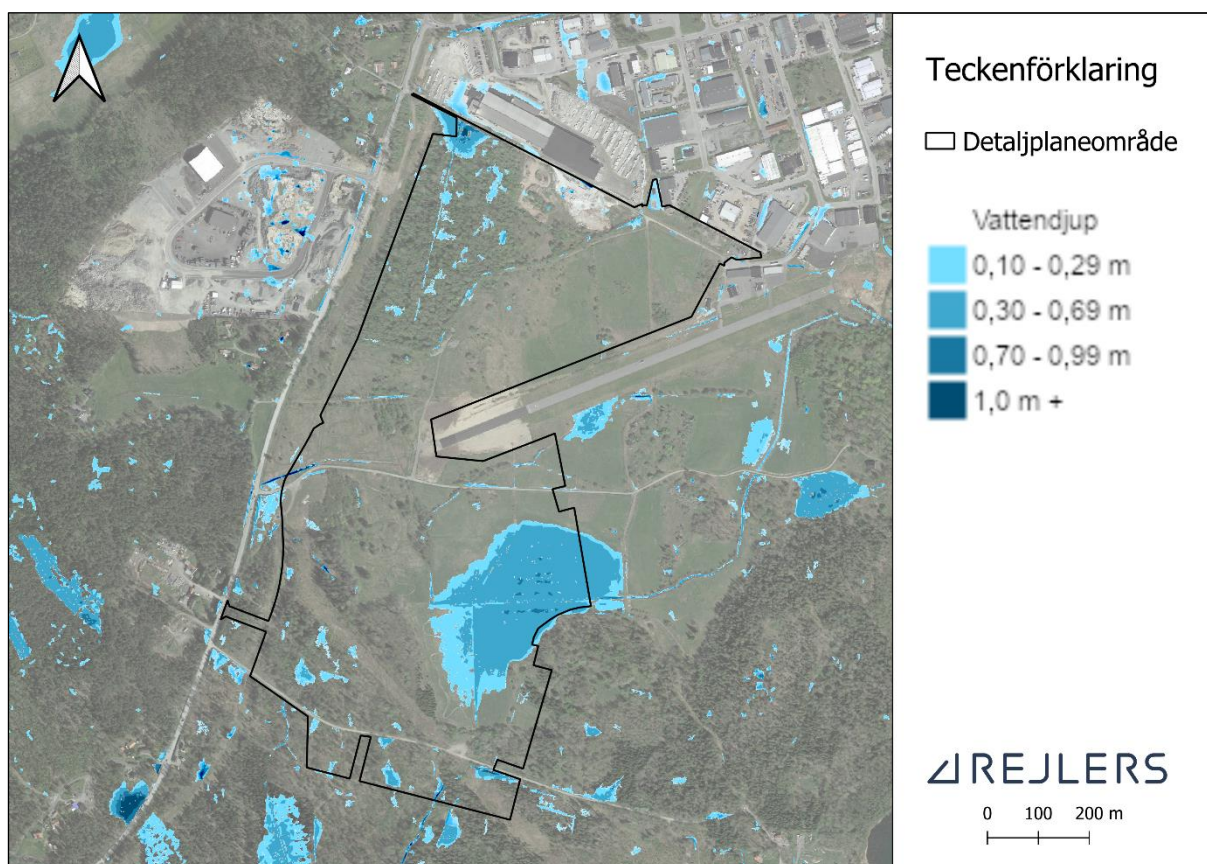 Teckenförklaring
Detaljplaneområde
Vattendjup
0,10 - 0,29 m
0,30 - 0,69 m
0,70 - 0,99 m
1,0 m +
REJLERS
0 100 200 m